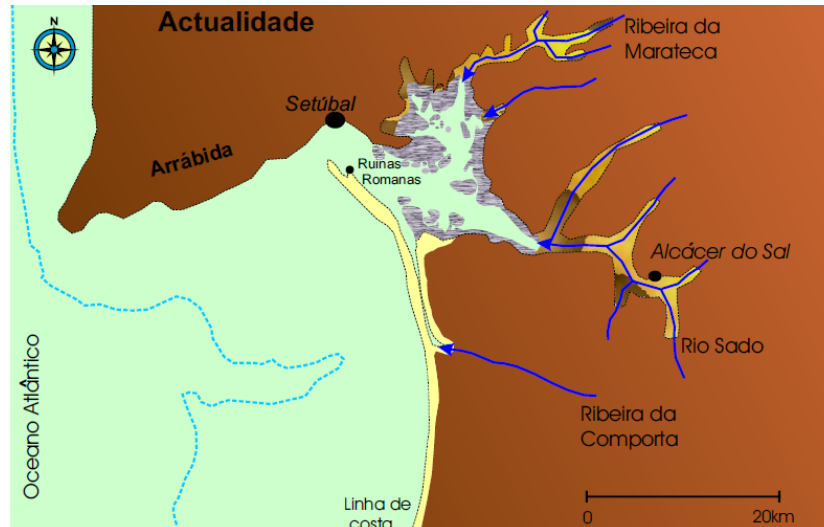 Actualidade
N
Ribeira da
Marateca
Setúbal
Arrábida
Ruinas
Romanas
Alcácer do Sal
Rio Sado
Oceano Atlântico
Ribeira da
Comporta
Linha de
costa
0
20km